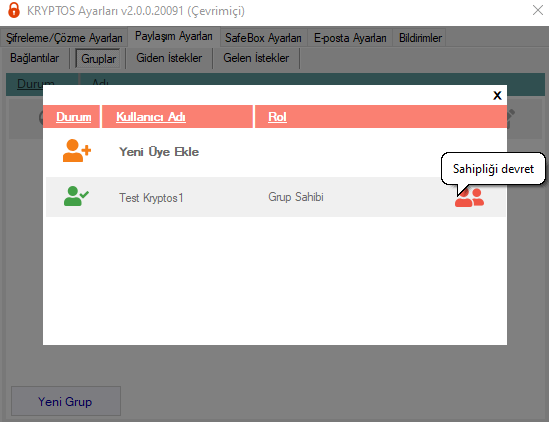 KRYPTOS Ayarları v2.0.0.20091 (Çevrimiçi)
Şifreleme/Çözme Ayarları Paylaşım Ayarları SafeBox Ayarları E-posta Ayarları Bildirimler
Bağlantılar Gruplar Giden İstekler Gelen İstekler
Durum Adı
x
Durum Kullanıcı Adı Rol
Yeni Üye Ekle
Sahipliği devret
Test Kryptos1 Grup Sahibi
Yeni Grup